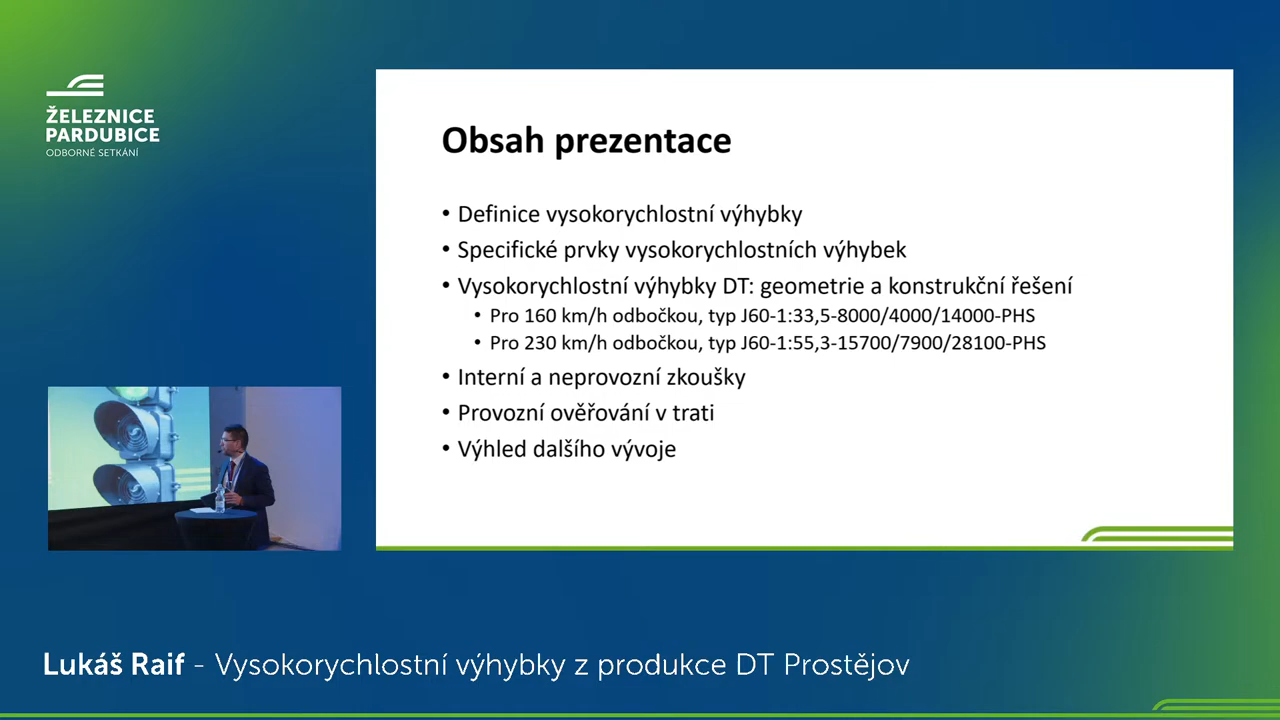 ŽELEZNICE
PARDUBICE
ODBORNÉ SETKÁNÍ
Obsah prezentace
• Definice vysokorychlostní výhybky
• Specifické prvky vysokorychlostních výhybek
• Vysokorychlostní výhybky DT: geometrie a konstrukční řešení
• Pro 160 km/h odbočkou, typ J60-1:33,5-8000/4000/14000-PHS
• Pro 230 km/h odbočkou, typ J60-1:55,3-15700/7900/28100-PHS
• Interní a neprovozní zkoušky
• Provozní ověřování v trati
• Výhled dalšího vývoje
Lukáš Raif - Vysokorychlostní výhybky z produkce DT Prostějov